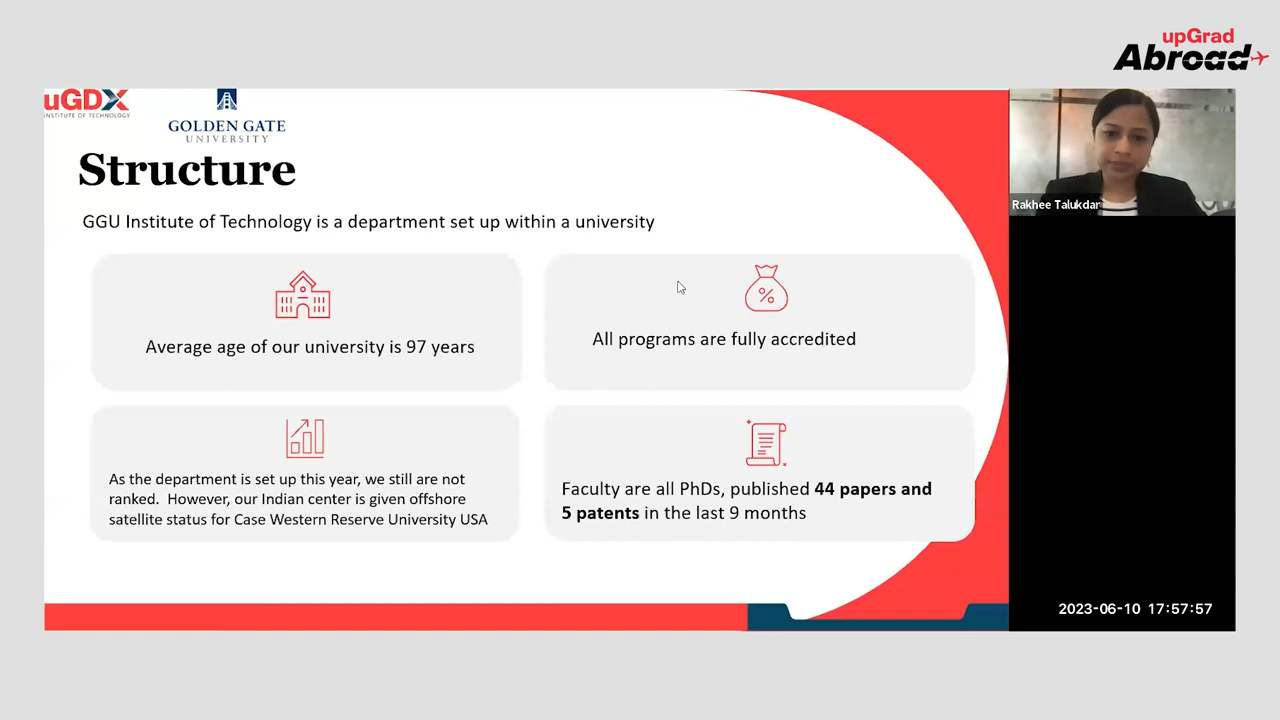 upGrad
Abroad
uGDX
INSTITUTE OF TECHNOLOGY
GOLDEN GATE
UNIVERSITY
Structure
GGU Institute of Technology is a department set up within a university
Average age of our university is 97 years
All programs are fully accredited
As the department is set up this year, we still are not
ranked. However, our Indian center is given offshore
satellite status for Case Western Reserve University USA
Faculty are all PhDs, published 44 papers and
5 patents in the last 9 months
Rakhee Talukdar
2023-06-10 17:57:57